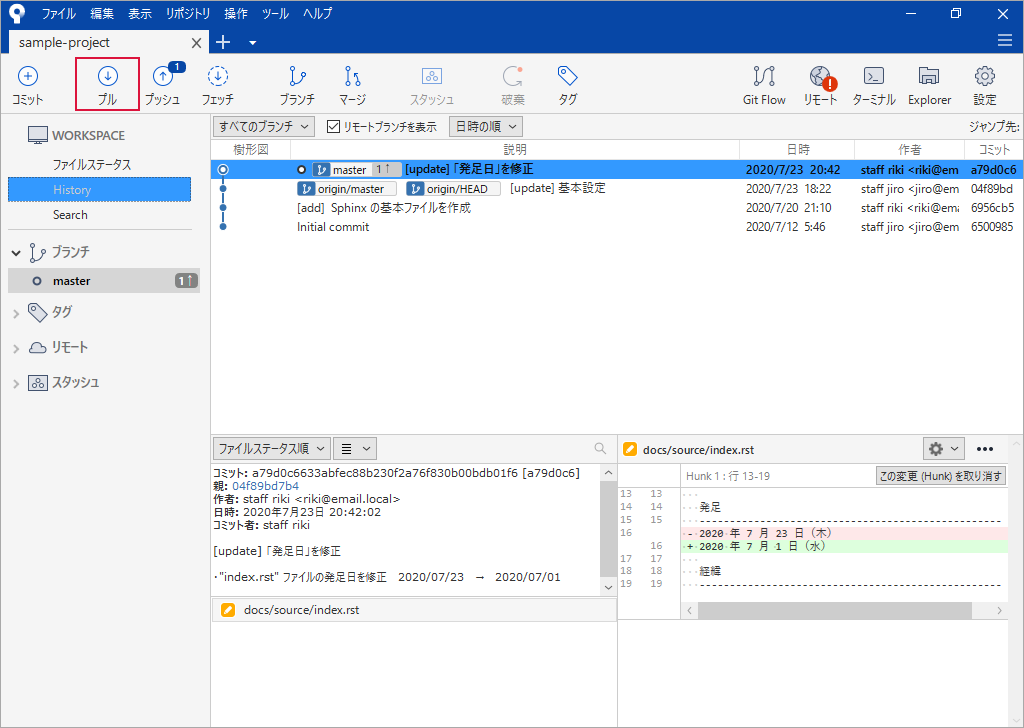 ファイル 編集 表示 リポジトリ 操作 ツール ヘルプ
sample-project
1
コミット プル プッシュ フェッチ ブランチ マージ スタッシュ 破棄 タグ Git Flow リモート ターミナル Explorer 設定
WORKSPACE
ファイルステータス
History
Search
ブランチ
master 1↑
タグ
リモート
スタッシュ
すべてのブランチ リモートブランチを表示 日時の順 ジャンプ先:
樹形図 説明 日時 作者 コミット
master 1↑ [update] 「発足日」を修正 2020/7/23 20:42 staff riki <riki@em a79d0c6
origin/master origin/HEAD [update] 基本設定 2020/7/23 18:22 staff jiro <jiro@em 04f89bd
[add] Sphinx の基本ファイルを作成 2020/7/20 21:10 staff riki <riki@ema 6956cb5
Initial commit 2020/7/12 5:46 staff jiro <jiro@em 6500985
ファイルステータス順
コミット: a79d0c6633abfec88b230f2a76f830b00bdb01f6 [a79d0c6]
親: 04f89bd7b4
作者: staff riki <riki@email.local>
日時: 2020年7月23日 20:42:02
コミット者: staff riki
[update] 「発足日」を修正
・"index.rst" ファイルの発足日を修正 2020/07/23 → 2020/07/01
docs/source/index.rst
docs/source/index.rst
Hunk 1 : 行 13-19 この変更 (Hunk) を取り消す
13 13
14 14 発足
15 15 ----------------------------------------
16 - 2020 年 7 月 23 日 (木)
16 + 2020 年 7 月 1 日 (水)
17 17
18 18 経緯
19 19 ----------------------------------------